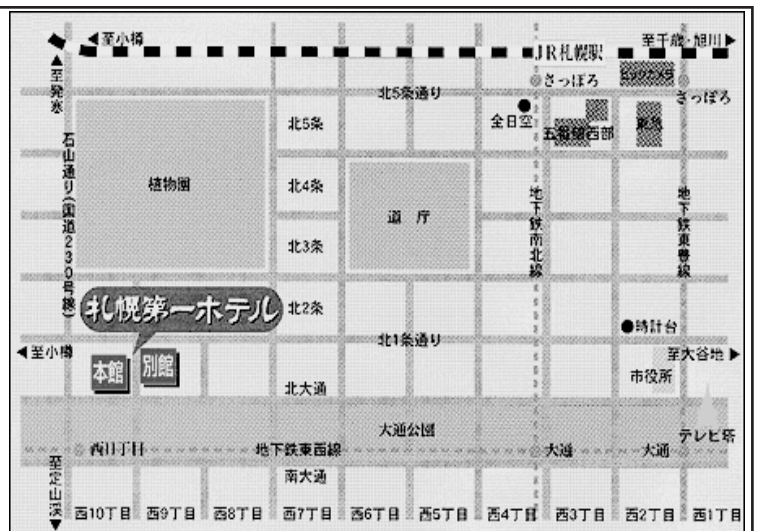 ◀至小樽
至千歳・旭川▶
JR札幌駅
▲至発寒
さっぽろ
ビックカメラ
さっぽろ
北5条通り
全日空
五番舘西部
東急
北5条
石山通り(国道230号線)
植物園
北4条
道庁
地下鉄南北線
地下鉄東豊線
北3条
札幌第一ホテル
北2条
北1条通り
時計台
◀至小樽
至大谷地▶
本館
別館
市役所
北大通
大通公園
テレビ塔
西11丁目
地下鉄東西線
大通
大通
南大通
至定山渓▼
西10丁目
西9丁目
西8丁目
西7丁目
西6丁目
西5丁目
西4丁目
西3丁目
西2丁目
西1丁目